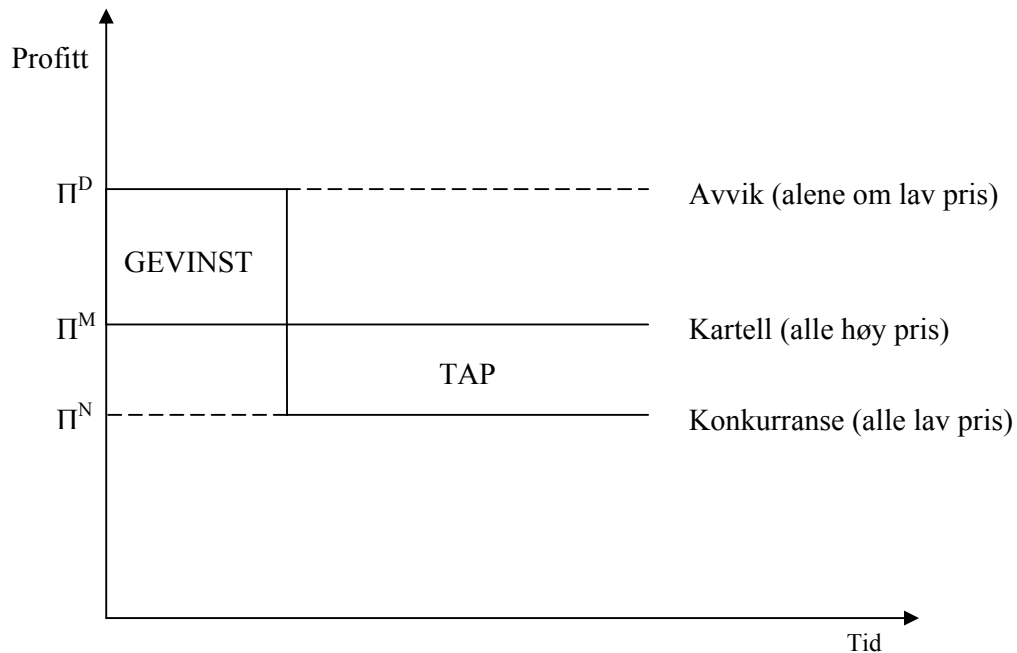 Profitt
Π^D
Avvik (alene om lav pris)
GEVINST
Π^M
Kartell (alle høy pris)
TAP
Π^N
Konkurranse (alle lav pris)
Tid